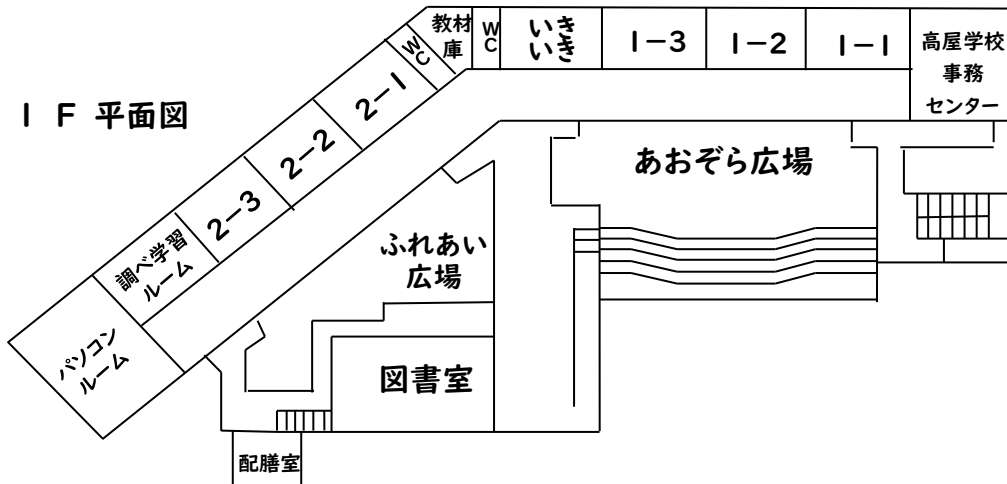 1 F 平面図
教材
庫
WC
WC
いき
いき
1-3
1-2
1-1
高屋学校
事務
センター
2-1
2-2
2-3
調べ学習
ルーム
パソコン
ルーム
あおぞら広場
ふれあい
広場
図書室
配膳室